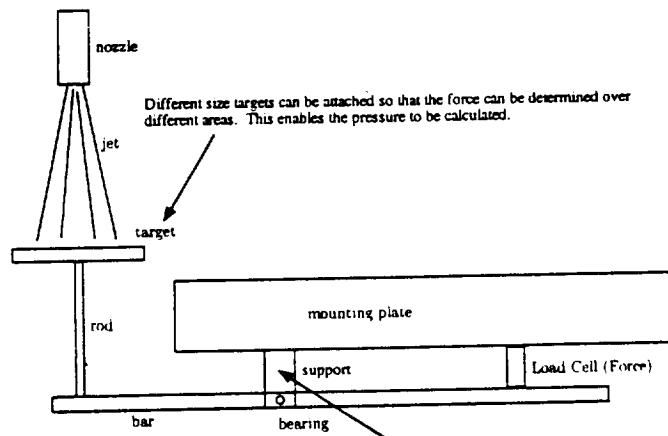 nozzle
Different size targets can be attached so that the force can be determined over
different areas. This enables the pressure to be calculated.
jet
target
mounting plate
rod
support
Load Cell (Force)
bar
bearing